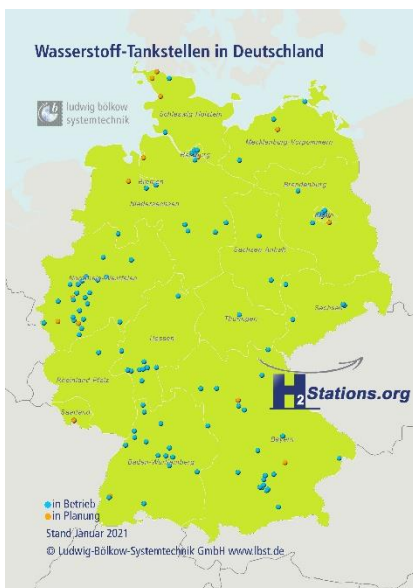 Wasserstoff-Tankstellen in Deutschland
ludwig bölkow
systemtechnik
Schleswig-Holstein
Mecklenburg-Vorpommern
Hamburg
Bremen
Brandenburg
Niedersachsen
Berlin
Sachsen-Anhalt
Nordrhein-Westfalen
Sachsen
Thüringen
Hessen
Rheinland-Pfalz
H2Stations.org
Saarland
Bayern
Baden-Württemberg
in Betrieb
in Planung
Stand Januar 2021
© Ludwig-Bölkow-Systemtechnik GmbH www.lbst.de